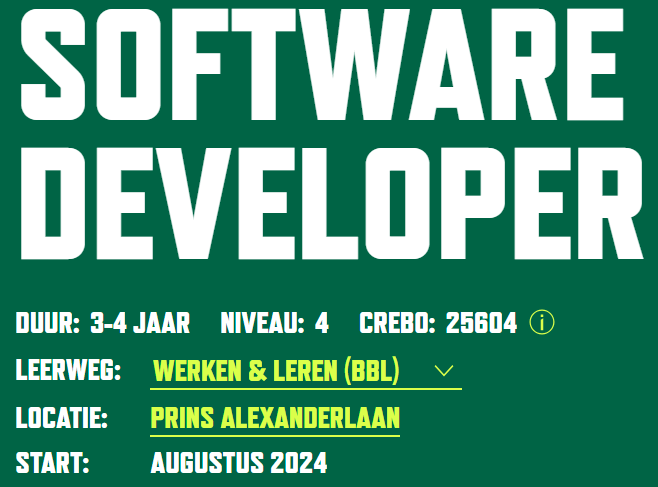 SOFTWARE
DEVELOPER
DUUR: 3-4 JAAR NIVEAU: 4 CREBO: 25604
LEERWEG: WERKEN & LEREN (BBL)
LOCATIE: PRINS ALEXANDERLAAN
START: AUGUSTUS 2024